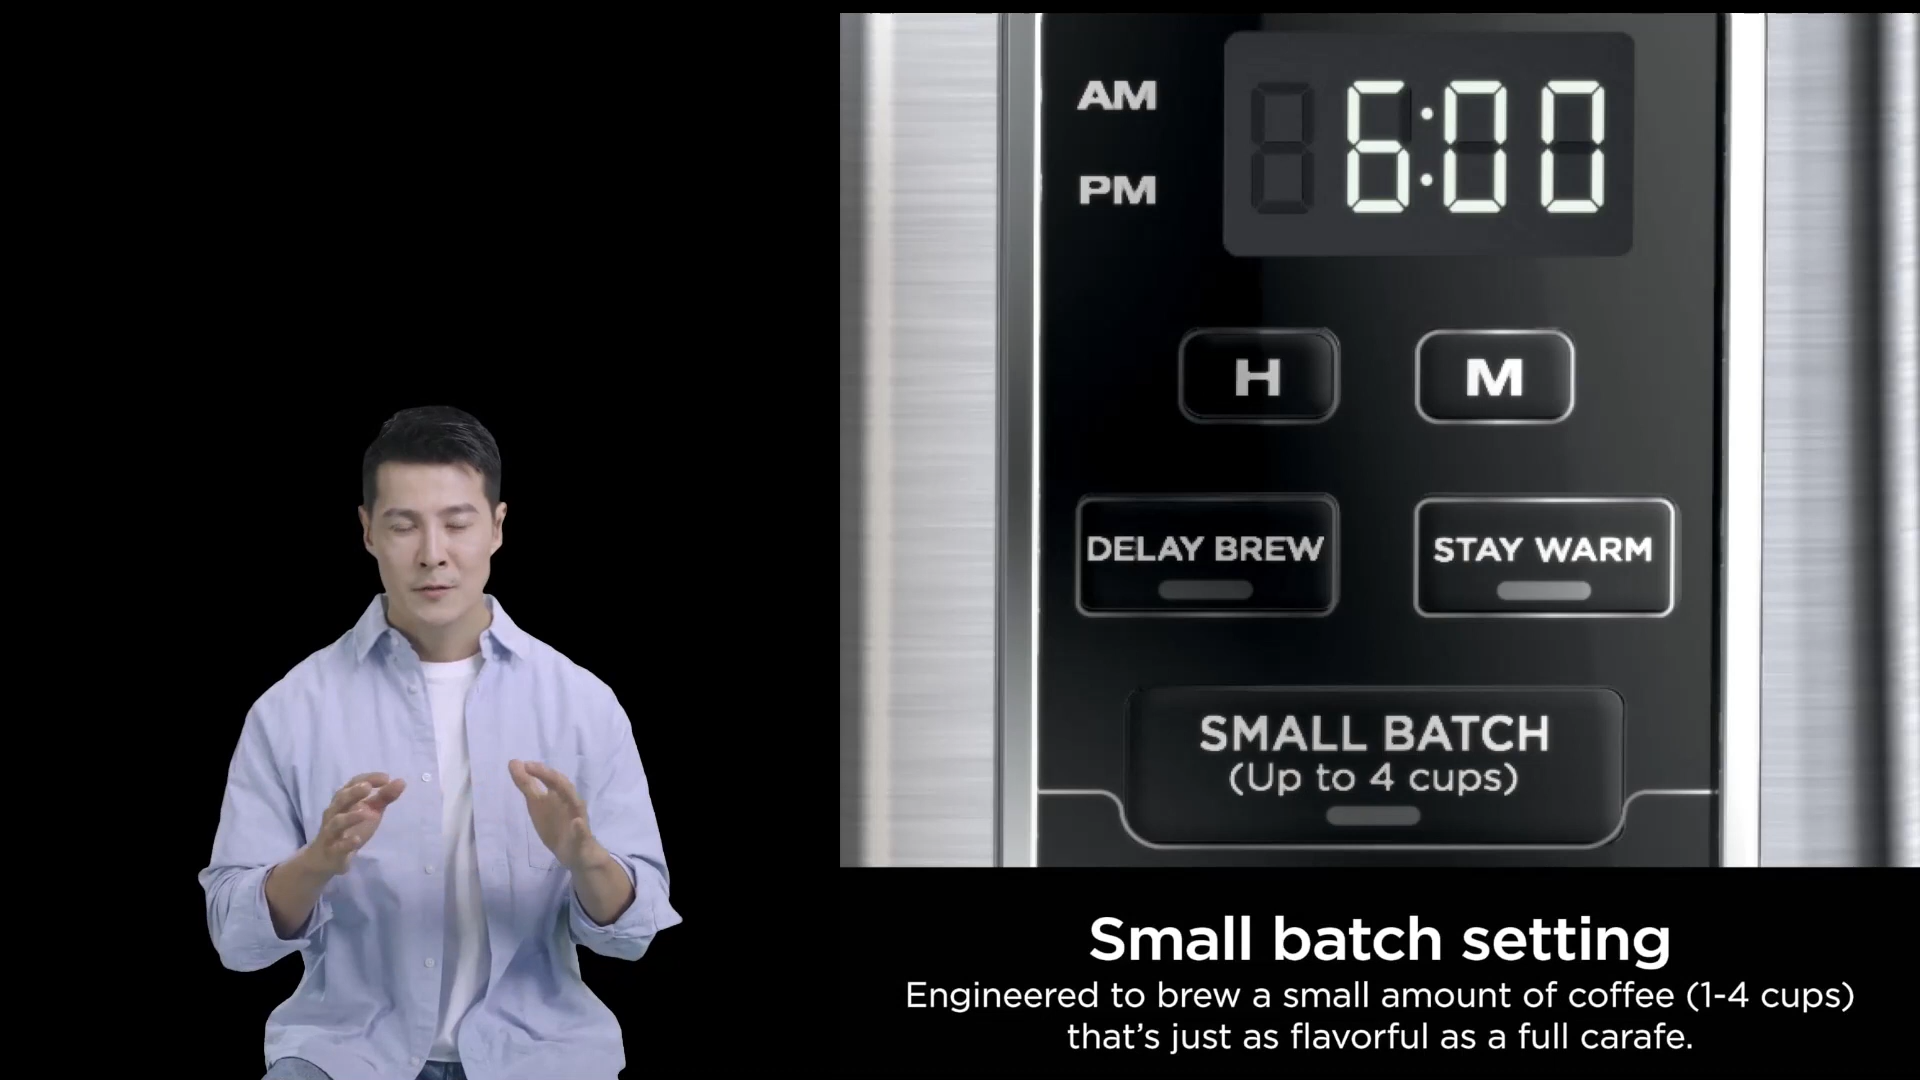 AM
PM
6:00
H
M
DELAY BREW
STAY WARM
SMALL BATCH
(Up to 4 cups)
Small batch setting
Engineered to brew a small amount of coffee (1-4 cups)
that’s just as flavorful as a full carafe.